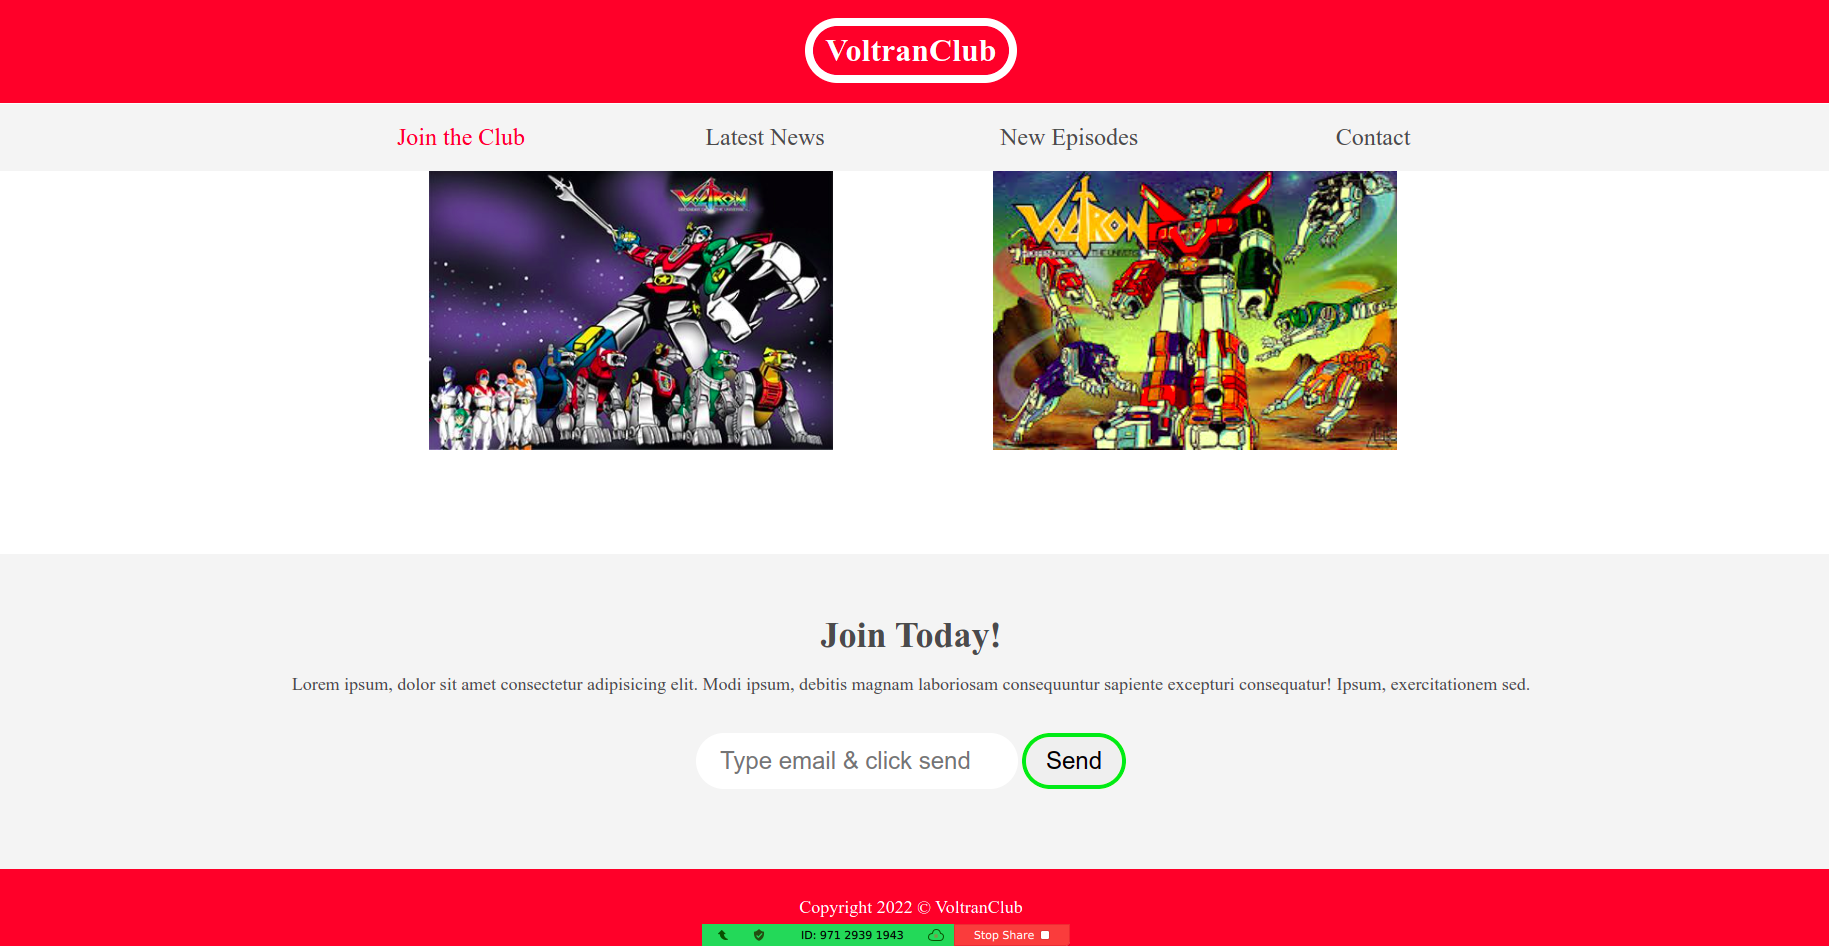 VoltranClub
Join the Club
Latest News
New Episodes
Contact
VOLTRON
VOLTRON
Join Today!
Lorem ipsum, dolor sit amet consectetur adipisicing elit. Modi ipsum, debitis magnam laboriosam consequuntur sapiente excepturi consequatur! Ipsum, exercitationem sed.
Type email & click send
Send
Copyright 2022 © VoltranClub
ID: 971 2939 1943
Stop Share